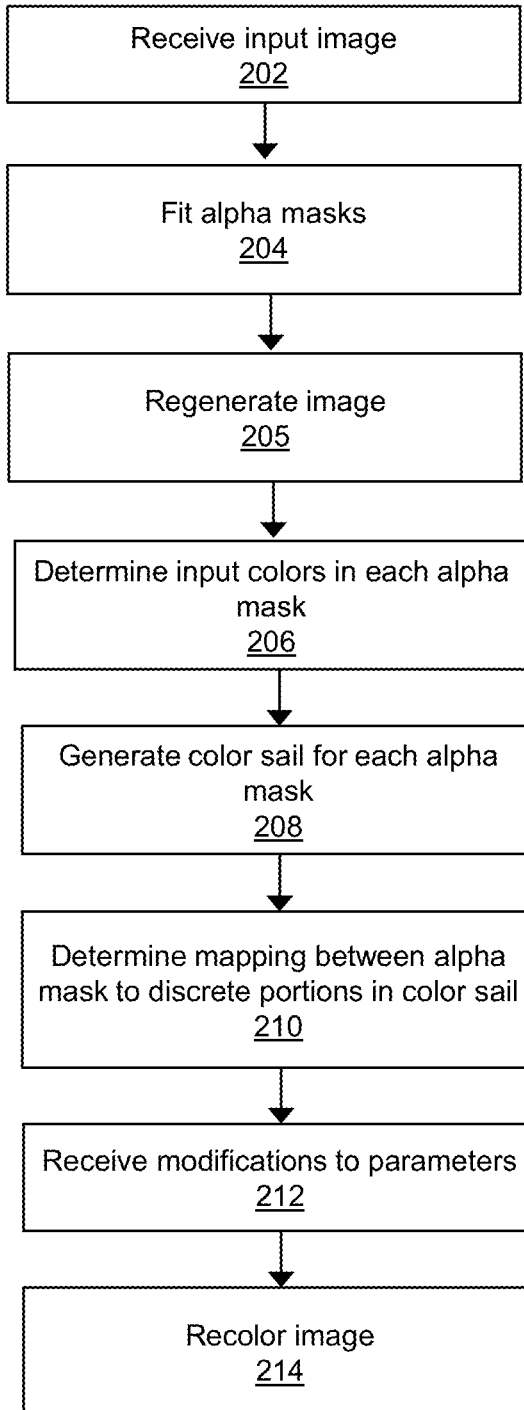 Receive input image
202
Fit alpha masks
204
Regenerate image
205
Determine input colors in each alpha
mask
206
Generate color sail for each alpha
mask
208
Determine mapping between alpha
mask to discrete portions in color sail
210
Receive modifications to parameters
212
Recolor image
214